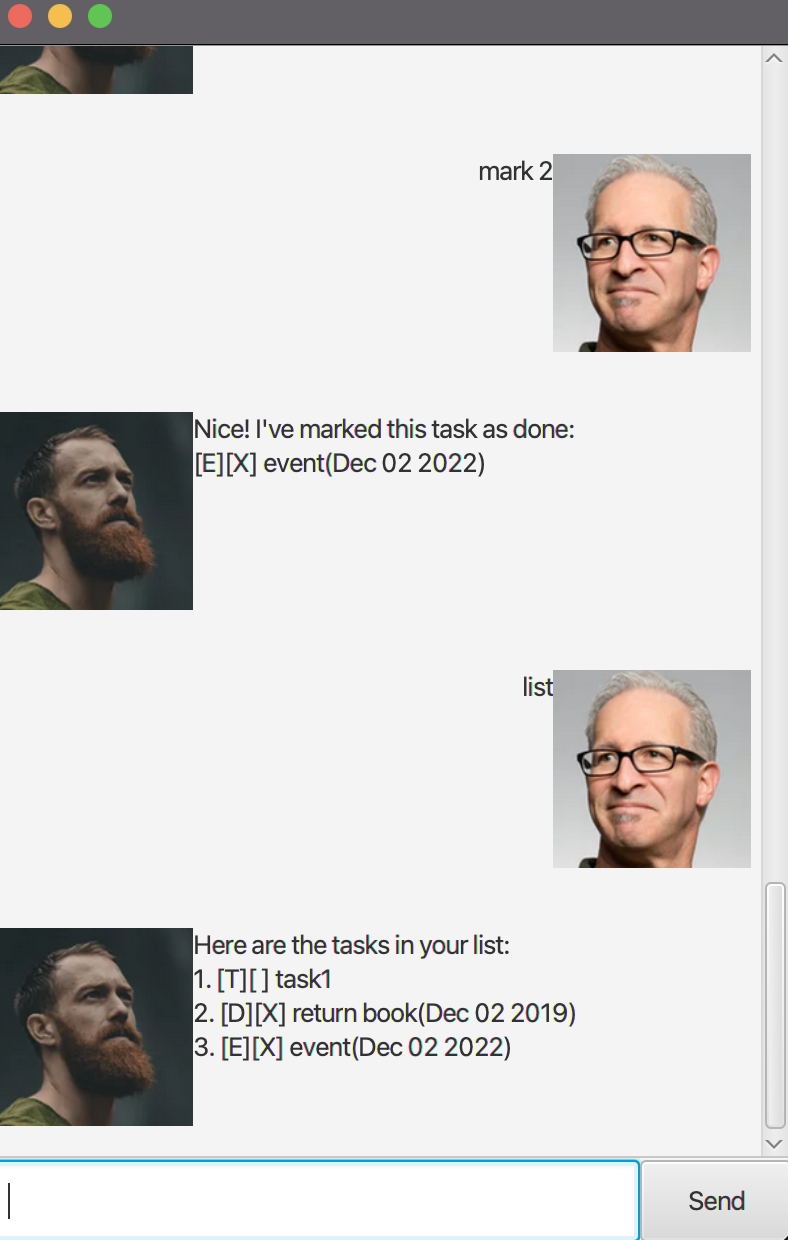 mark 2
Nice! I've marked this task as done:
[E][X] event(Dec 02 2022)
list
Here are the tasks in your list:
1. [T][ ] task1
2. [D][X] return book(Dec 02 2019)
3. [E][X] event(Dec 02 2022)
Send